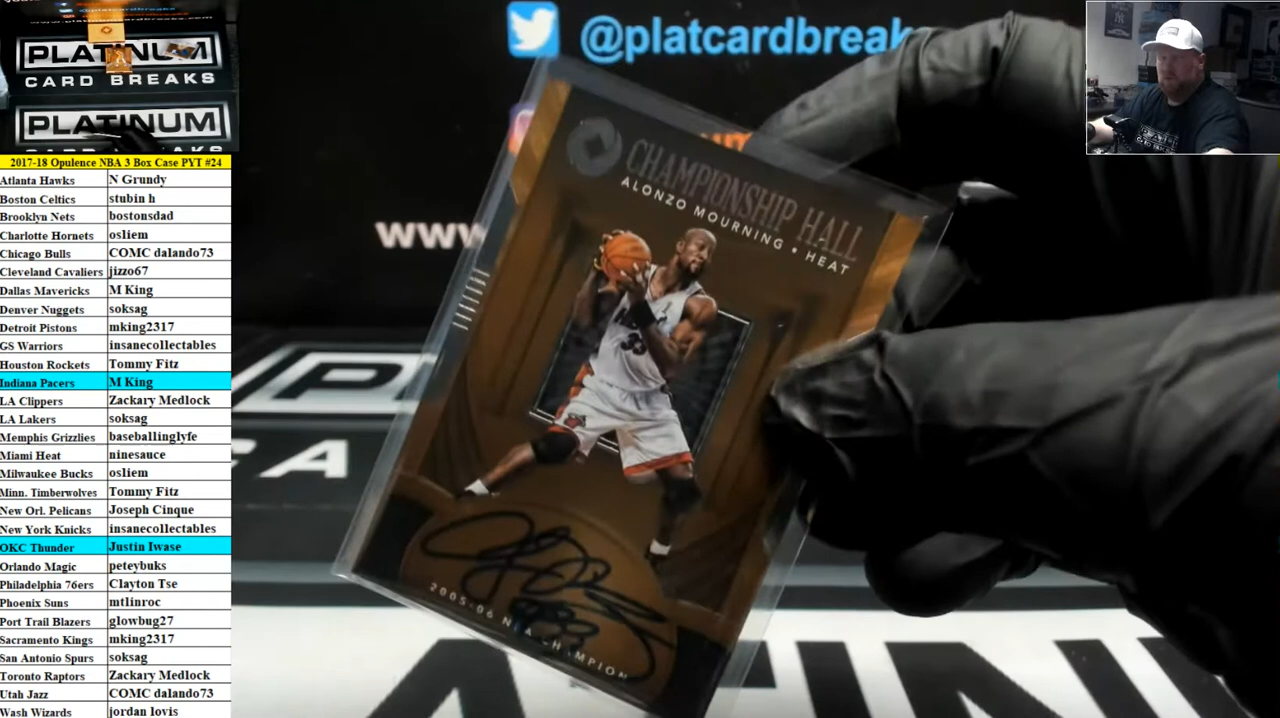 PLATINUM
CARD BREAKS
PLATINUM
@platcardbreak
www
CHAMPIONSHIP HALL
ALONZO MOURNING • HEAT
33
2005-06 NBA CHAMPION
2017-18 Opulence NBA 3 Box Case PYT #24
Atlanta Hawks N Grundy
Boston Celtics stubin h
Brooklyn Nets bostonsdad
Charlotte Hornets osliem
Chicago Bulls COMC dalando73
Cleveland Cavaliers jizzo67
Dallas Mavericks M King
Denver Nuggets soksag
Detroit Pistons mking2317
GS Warriors insanecollectables
Houston Rockets Tommy Fitz
Indiana Pacers M King
LA Clippers Zackary Medlock
LA Lakers soksag
Memphis Grizzlies baseballinglyfe
Miami Heat ninesauce
Milwaukee Bucks osliem
Minn. Timberwolves Tommy Fitz
New Orl. Pelicans Joseph Cinque
New York Knicks insanecollectables
OKC Thunder Justin Iwase
Orlando Magic peteybuks
Philadelphia 76ers Clayton Tse
Phoenix Suns mtlinroc
Port Trail Blazers glowbug27
Sacramento Kings mking2317
San Antonio Spurs soksag
Toronto Raptors Zackary Medlock
Utah Jazz COMC dalando73
Wash Wizards jordan lovis